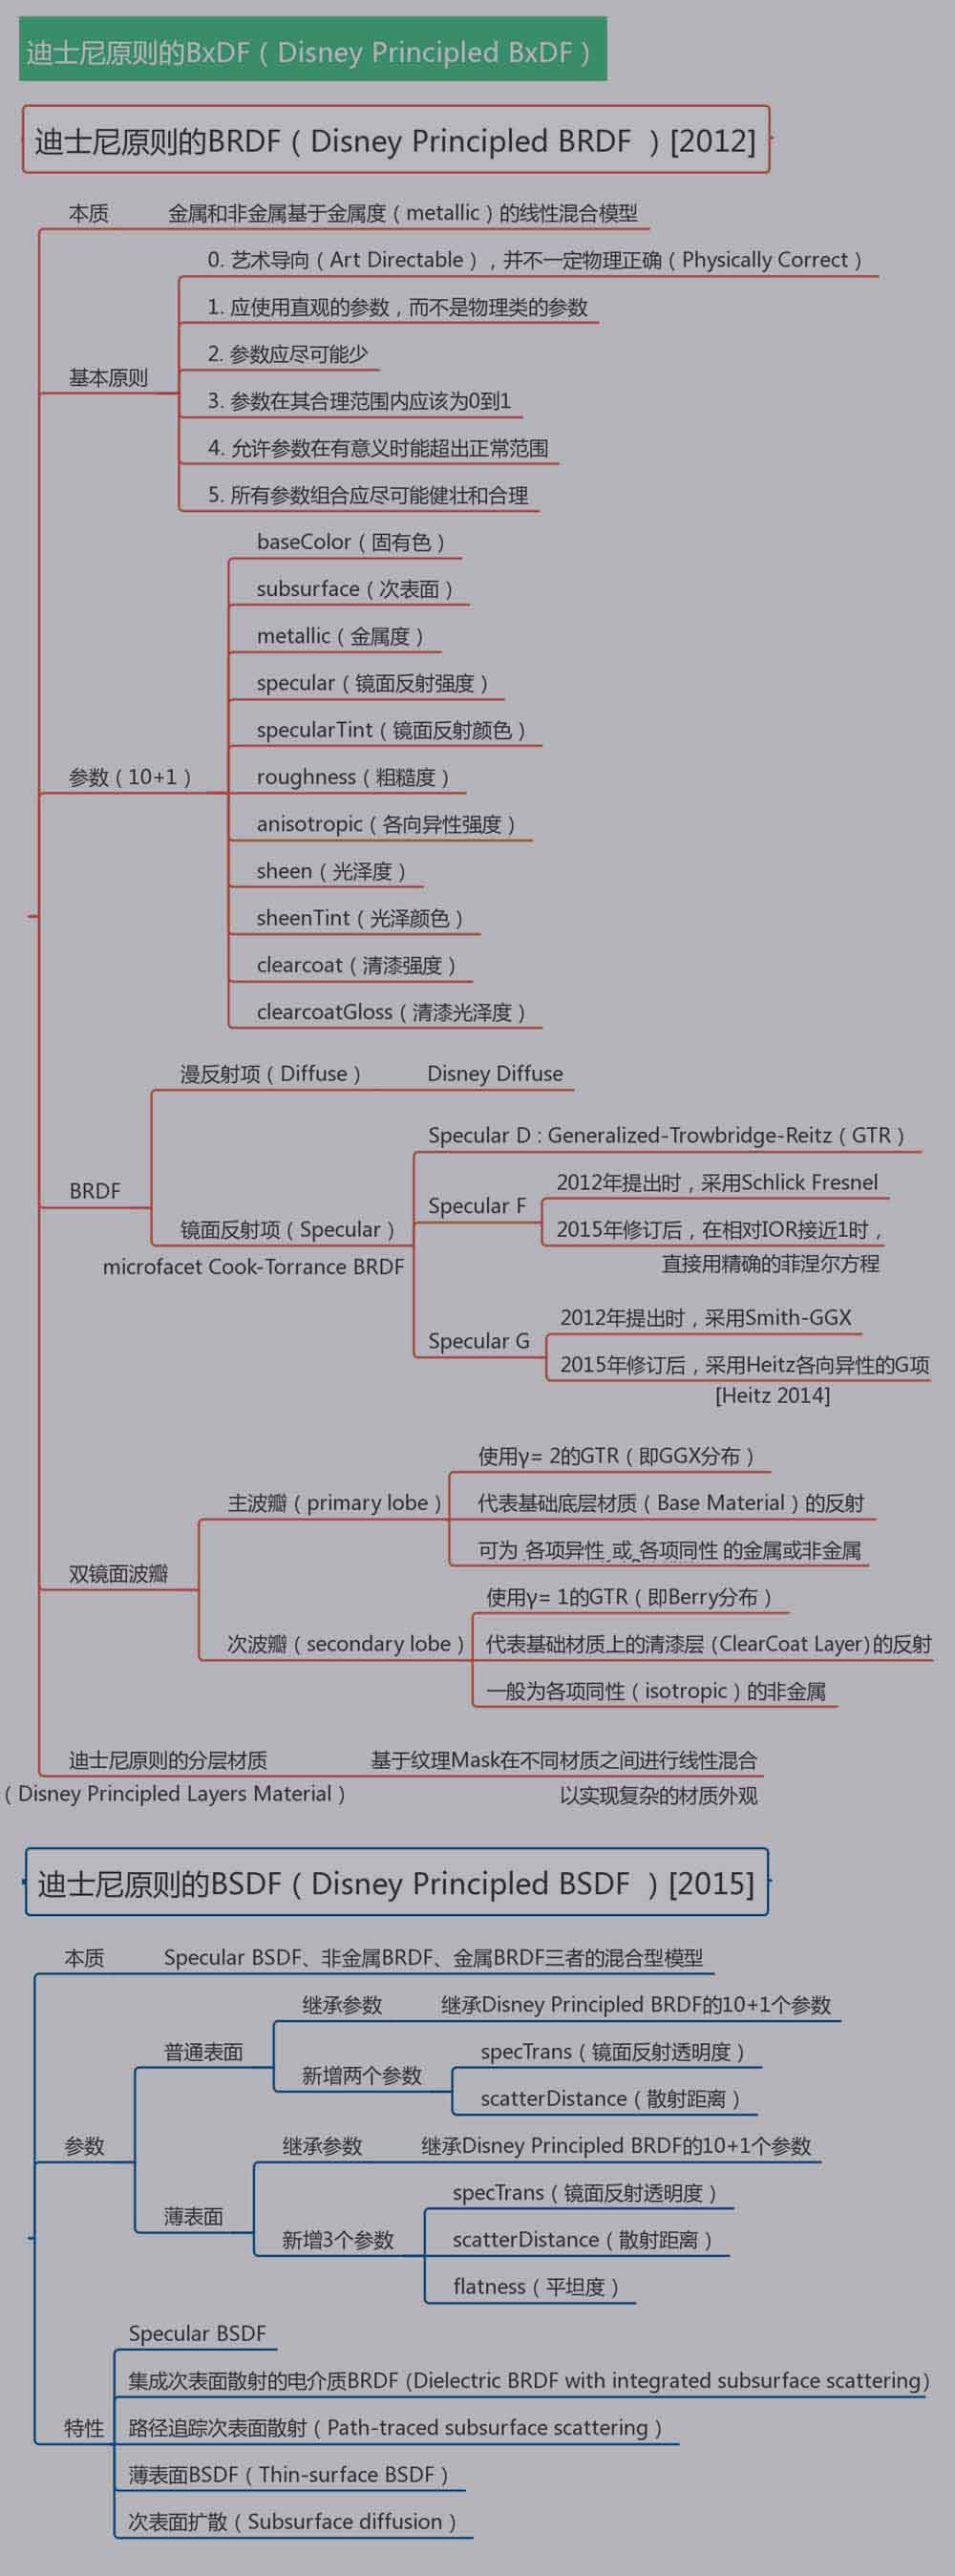 迪士尼原则的BxDF（Disney Principled BxDF）
迪士尼原则的BRDF（Disney Principled BRDF ）[2012]
本质 金属和非金属基于金属度（metallic）的线性混合模型
0. 艺术导向（Art Directable），并不一定物理正确（Physically Correct）
1. 应使用直观的参数，而不是物理类的参数
2. 参数应尽可能少
基本原则
3. 参数在其合理范围内应该为0到1
4. 允许参数在有意义时能超出正常范围
5. 所有参数组合应尽可能健壮和合理
baseColor（固有色）
subsurface（次表面）
metallic（金属度）
specular（镜面反射强度）
specularTint（镜面反射颜色）
参数（10+1）
roughness（粗糙度）
anisotropic（各向异性强度）
sheen（光泽度）
sheenTint（光泽颜色）
clearcoat（清漆强度）
clearcoatGloss（清漆光泽度）
漫反射项（Diffuse） Disney Diffuse
Specular D : Generalized-Trowbridge-Reitz（GTR）
BRDF
2012年提出时，采用Schlick Fresnel
Specular F
2015年修订后，在相对IOR接近1时，
直接用精确的菲涅尔方程
镜面反射项（Specular）
microfacet Cook-Torrance BRDF
2012年提出时，采用Smith-GGX
Specular G
2015年修订后，采用Heitz各向异性的G项
[Heitz 2014]
使用γ= 2的GTR（即GGX分布）
主波瓣（primary lobe）
代表基础底层材质（Base Material）的反射
可为 各项异性 或 各项同性 的金属或非金属
双镜面波瓣
使用γ= 1的GTR（即Berry分布）
次波瓣（secondary lobe）
代表基础材质上的清漆层 (ClearCoat Layer)的反射
一般为各项同性（isotropic）的非金属
迪士尼原则的分层材质
（Disney Principled Layers Material）
基于纹理Mask在不同材质之间进行线性混合
以实现复杂的材质外观
迪士尼原则的BSDF（Disney Principled BSDF ）[2015]
本质 Specular BSDF、非金属BRDF、金属BRDF三者的混合型模型
继承参数 继承Disney Principled BRDF的10+1个参数
普通表面
specTrans（镜面反射透明度）
新增两个参数
scatterDistance（散射距离）
参数
继承参数 继承Disney Principled BRDF的10+1个参数
specTrans（镜面反射透明度）
薄表面
新增3个参数
scatterDistance（散射距离）
flatness（平坦度）
Specular BSDF
集成次表面散射的电介质BRDF (Dielectric BRDF with integrated subsurface scattering)
特性
路径追踪次表面散射（Path-traced subsurface scattering）
薄表面BSDF（Thin-surface BSDF）
次表面扩散（Subsurface diffusion）